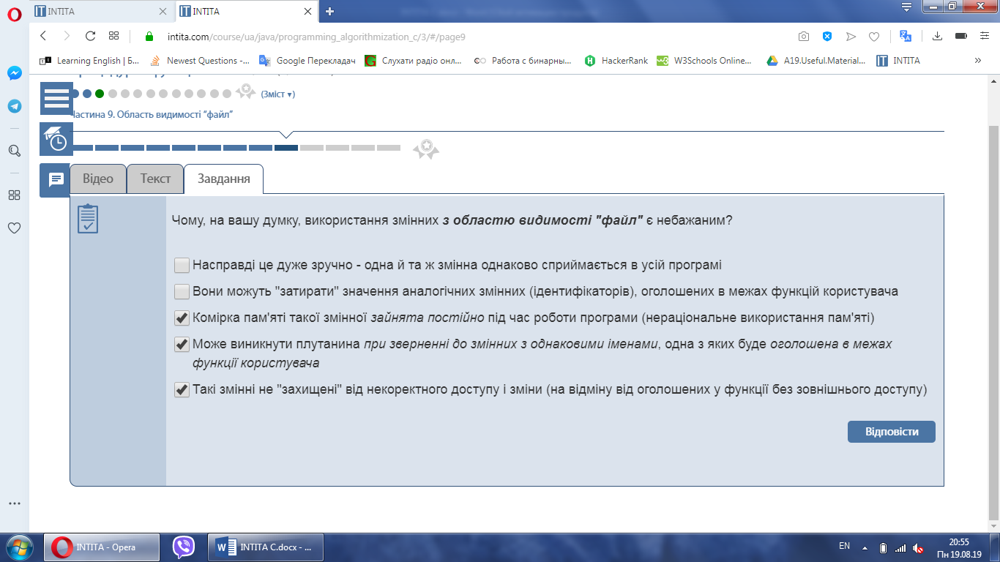 INTITA
INTITA
intita.com/course/ua/java/programming_algorithmization_c/3/#/page9
Learning English | Б...
Newest Questions -...
Google Перекладач
Слухати радіо онл...
Работа с бинарны...
HackerRank
W3Schools Online...
A19.Useful.Material...
INTITA
»
(Зміст ▾)
Частина 9. Область видимості “файл”
Відео
Текст
Завдання
Чому, на вашу думку, використання змінних з областю видимості "файл" є небажаним?
Насправді це дуже зручно - одна й та ж змінна однаково сприймається в усій програмі
Вони можуть "затирати" значення аналогічних змінних (ідентифікаторів), оголошених в межах функцій користувача
Комірка пам'яті такої змінної зайнята постійно під час роботи програми (нераціональне використання пам'яті)
Може виникнути плутанина при зверненні до змінних з однаковими іменами, одна з яких буде оголошена в межах
функції користувача
Такі змінні не "захищені" від некоректного доступу і зміни (на відміну від оголошених у функції без зовнішнього доступу)
Відповісти
INTITA - Opera
INTITA C.docx - ...
EN
20:55
Пн 19.08.19